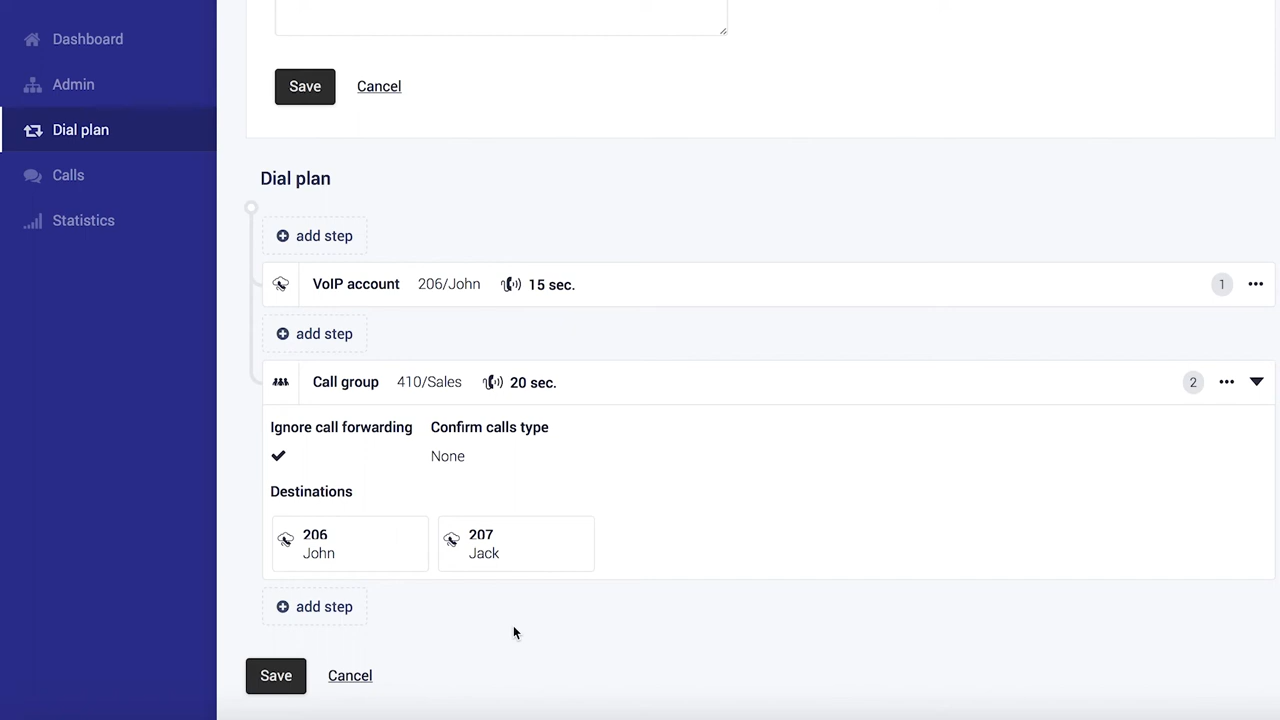 Dashboard
Admin
Dial plan
Calls
Statistics
Save Cancel
Dial plan
add step
VoIP account 206/John 15 sec. 1
add step
Call group 410/Sales 20 sec. 2
Ignore call forwarding Confirm calls type
None
Destinations
206 207
John Jack
add step
Save Cancel